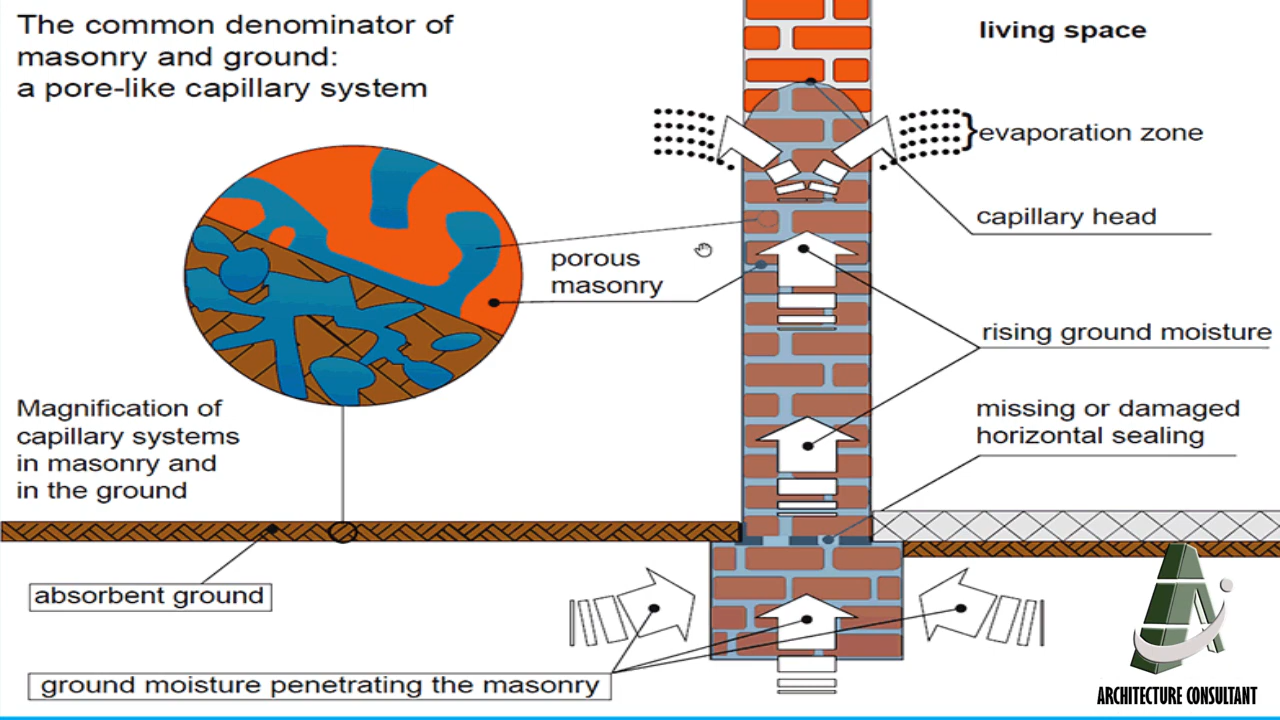 The common denominator of
masonry and ground:
a pore-like capillary system
living space
evaporation zone
capillary head
porous
masonry
rising ground moisture
missing or damaged
horizontal sealing
Magnification of
capillary systems
in masonry and
in the ground
absorbent ground
ground moisture penetrating the masonry
ARCHITECTURE CONSULTANT